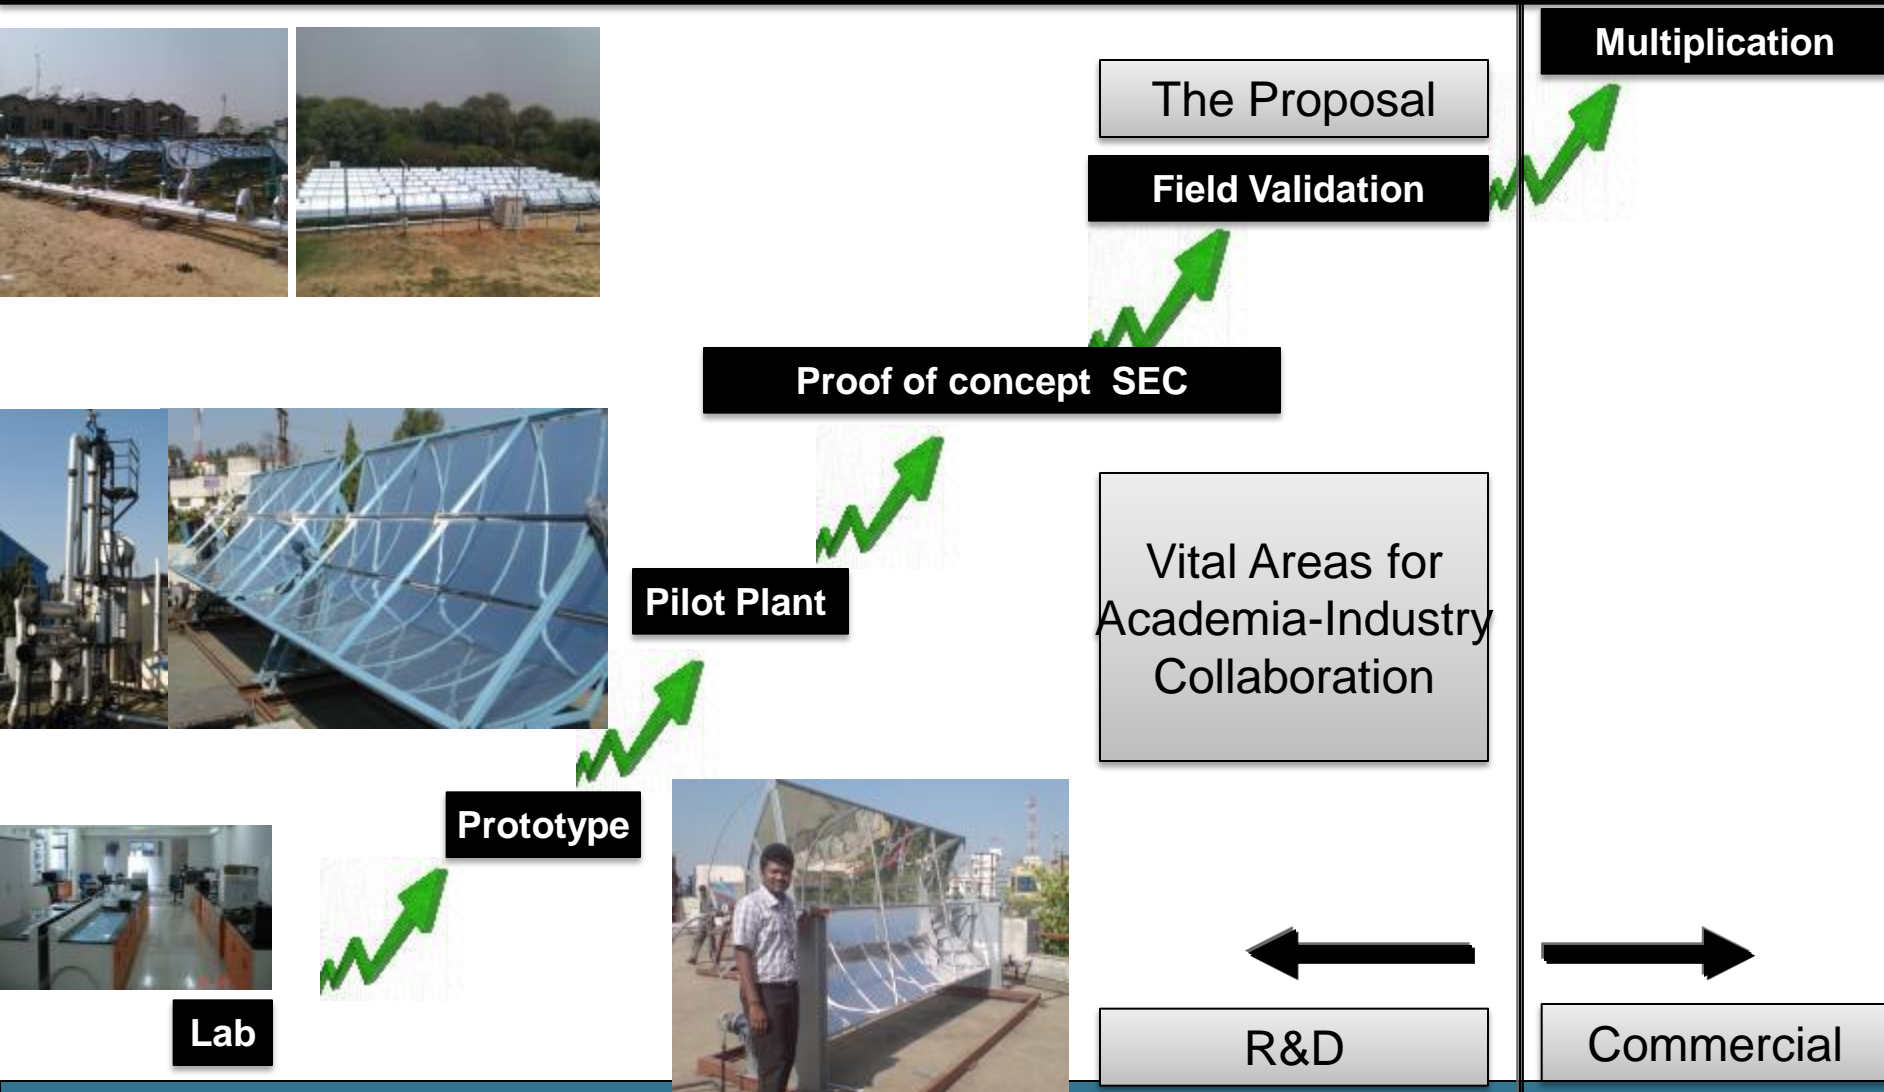 Multiplication
The Proposal
Field Validation
Proof of concept  SEC
Pilot Plant
Vital Areas for
Academia-Industry
Collaboration
Prototype
Lab
R&D
Commercial